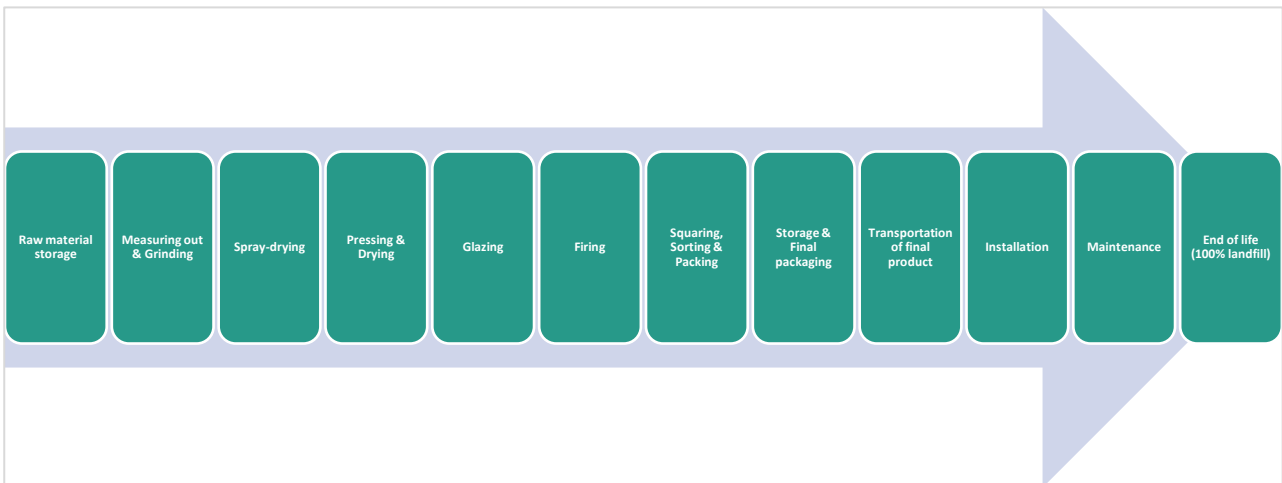 Raw material
storage
Measuring out
& Grinding
Spray-drying
Pressing &
Drying
Glazing
Firing
Squaring,
Sorting &
Packing
Storage &
Final
packaging
Transportation
of final
product
Installation
Maintenance
End of life
(100% landfill)